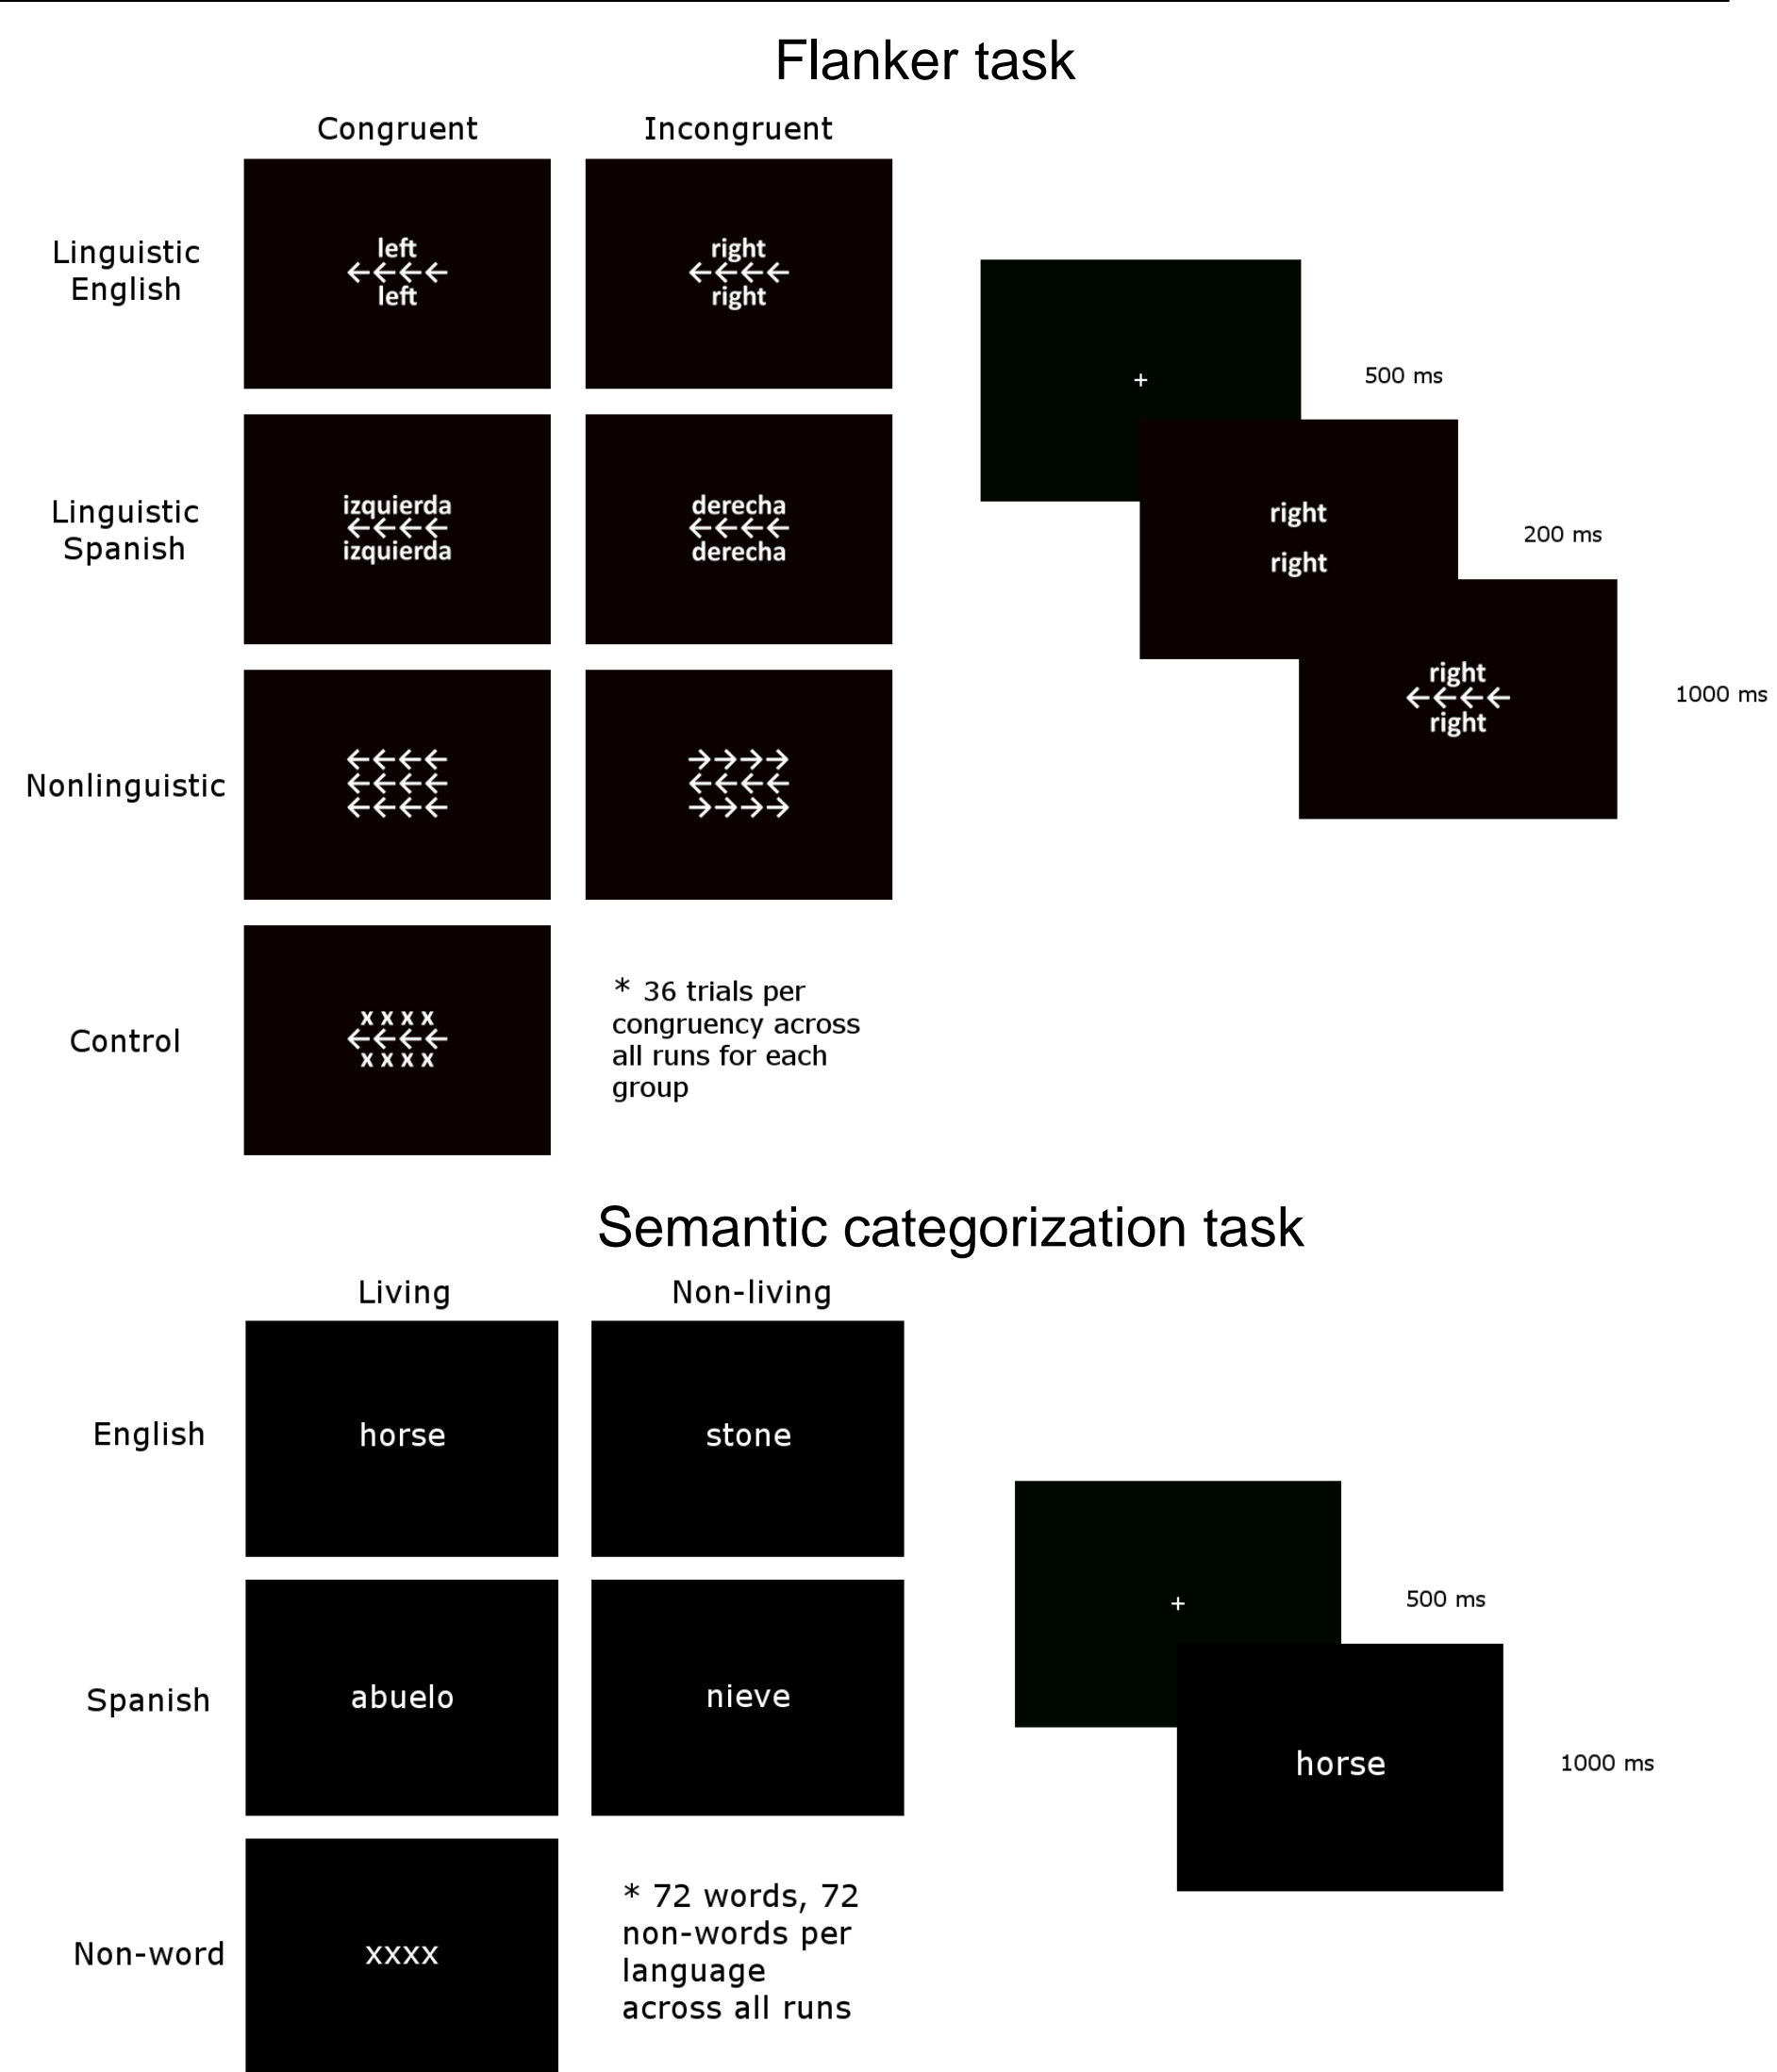 Flanker task
Congruent
Incongruent
Linguistic
English
left
←←←←
left
right
←←←←
right
Linguistic
Spanish
izquierda
←←←←
izquierda
derecha
←←←←
derecha
Nonlinguistic
←←←←
←←←←
←←←←
→→→→
←←←←
→→→→
Control
x x x x
←←←←
x x x x
* 36 trials per
congruency across
all runs for each
group
+
500 ms
right
right
200 ms
right
←←←←
right
1000 ms
Semantic categorization task
Living
Non-living
English
horse
stone
Spanish
abuelo
nieve
Non-word
xxxx
* 72 words, 72
non-words per
language
across all runs
+
500 ms
horse
1000 ms